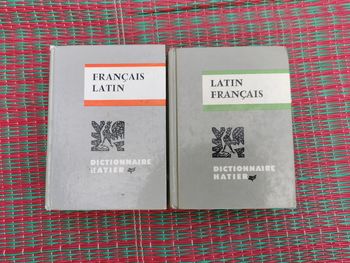 FRANÇAIS
LATIN
DICTIONNAIRE
HATIER
LATIN
FRANÇAIS
DICTIONNAIRE
HATIER